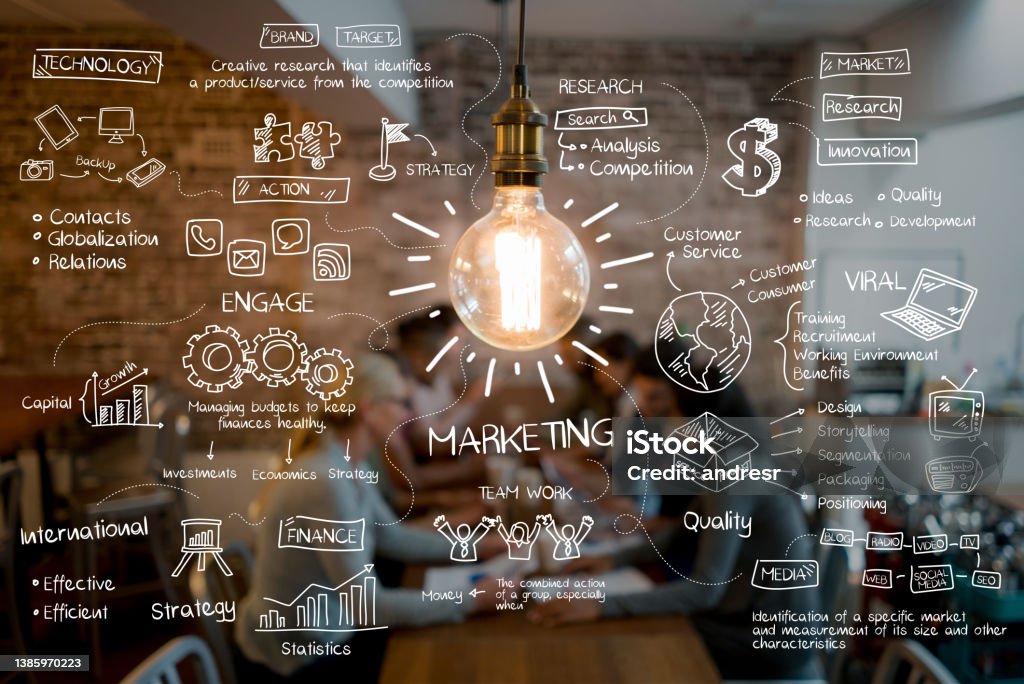 TECHNOLOGY
BRAND
TARGET
Creative research that identifies
a product/service from the competition
RESEARCH
Search
Analysis
Competition
MARKET
Research
Innovation
Ideas
Quality
Research
Development
BackUp
STRATEGY
ACTION
Contacts
Globalization
Relations
ENGAGE
Customer
Service
Customer
Consumer
VIRAL
Training
Recruitment
Working Environment
Benefits
Growth
Capital
Managing budgets to keep
finances healthy.
Investments
Economics
Strategy
MARKETING
TEAM WORK
Design
Storytelling
Segmentation
Packaging
Positioning
iStock
Credit: andresr
Quality
International
Effective
Efficient
Strategy
FINANCE
Statistics
Money
The combined action
of a group, especially
when
BLOG
RADIO
VIDEO
TV
WEB
SOCIAL
MEDIA
SEO
MEDIA
Identification of a specific market
and measurement of its size and other
characteristics
1385970223